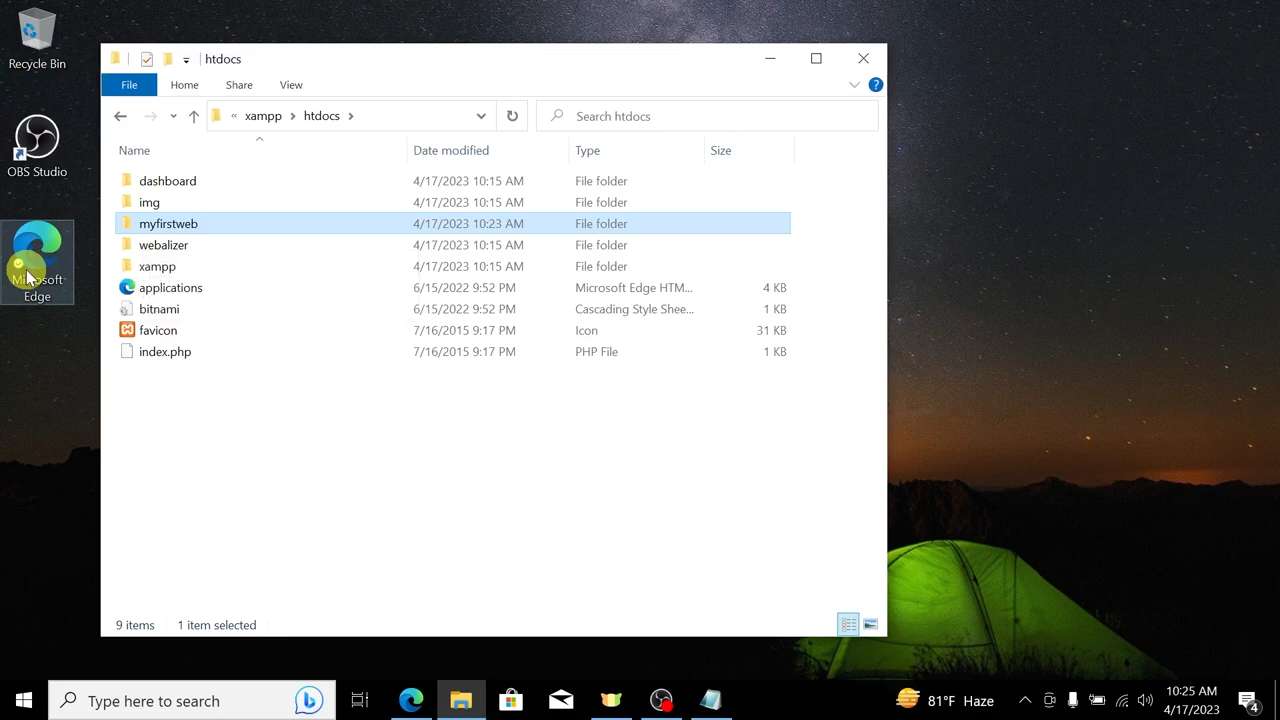 Recycle Bin
OBS Studio
Microsoft
Edge
htdocs
File Home Share View
« xampp htdocs Search htdocs
Name Date modified Type Size
dashboard 4/17/2023 10:15 AM File folder
img 4/17/2023 10:15 AM File folder
myfirstweb 4/17/2023 10:23 AM File folder
webalizer 4/17/2023 10:15 AM File folder
xampp 4/17/2023 10:15 AM File folder
applications 6/15/2022 9:52 PM Microsoft Edge HTM... 4 KB
bitnami 6/15/2022 9:52 PM Cascading Style Shee... 1 KB
favicon 7/16/2015 9:17 PM Icon 31 KB
index.php 7/16/2015 9:17 PM PHP File 1 KB
9 items 1 item selected
Type here to search
81°F Haze
10:25 AM
4/17/2023
4